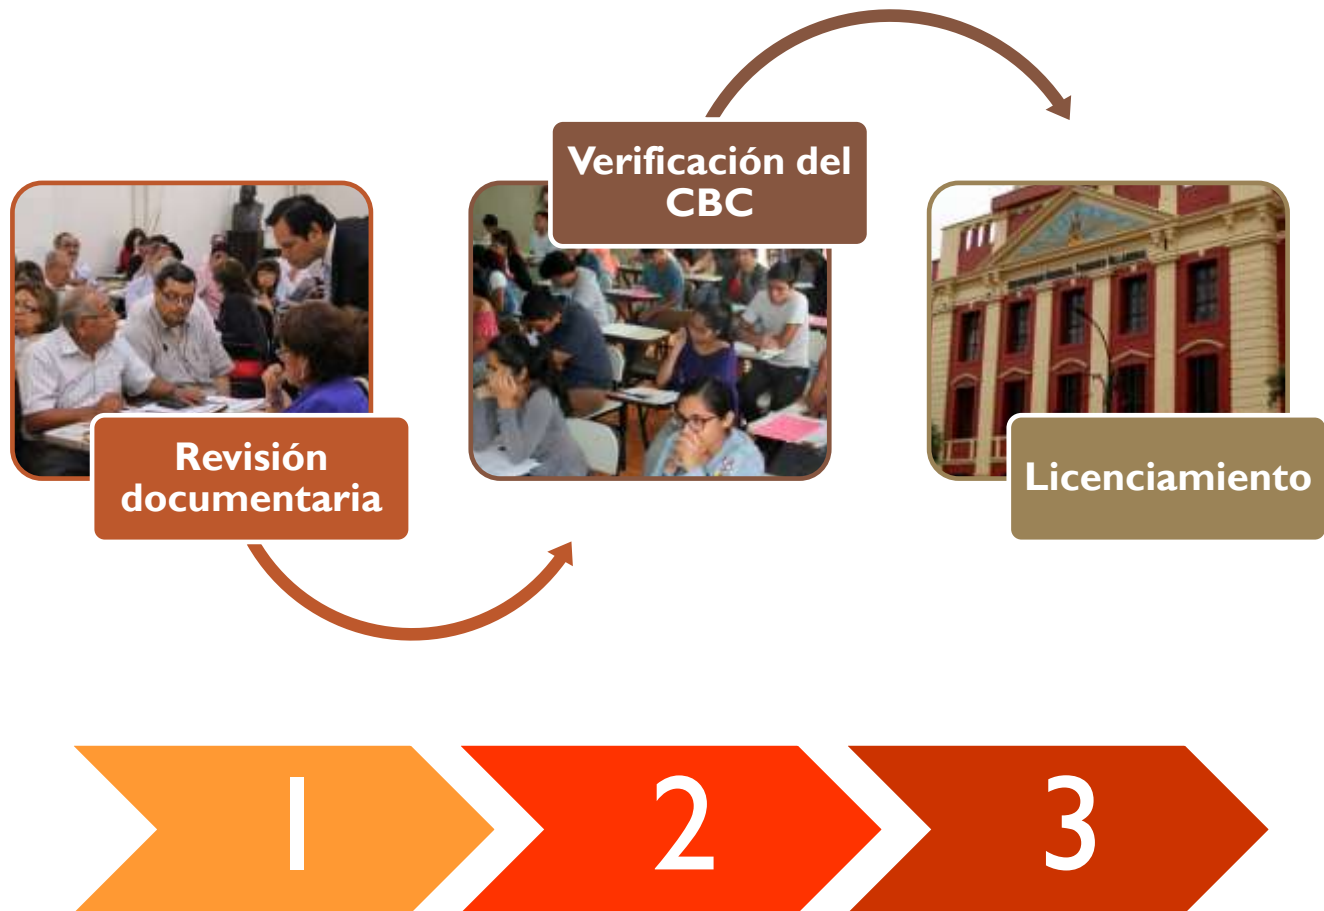 Revisión
documentaria
Verificación del
CBC
Licenciamiento
1
2
3